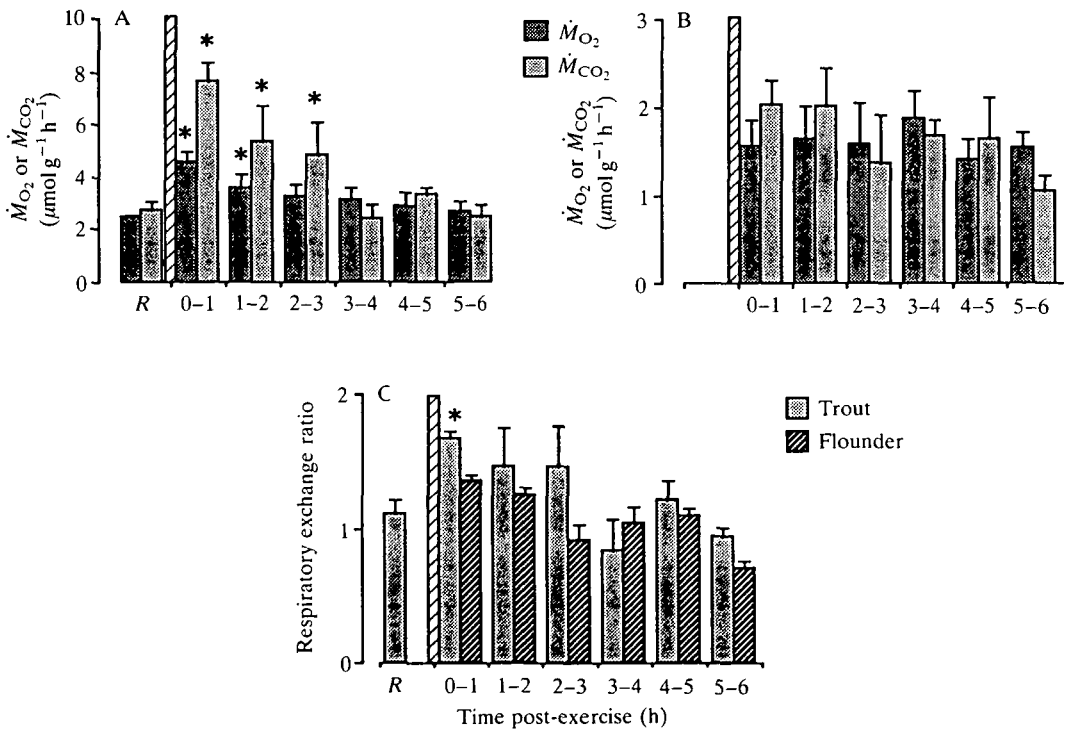 A
10
8
6
4
2
0
ṀO₂ or ṀCO₂
(μmol g⁻¹ h⁻¹)
* * * * *
R 0–1 1–2 2–3 3–4 4–5 5–6
ṀO₂
ṀCO₂
B
3
2
1
0
ṀO₂ or ṀCO₂
(μmol g⁻¹ h⁻¹)
0–1 1–2 2–3 3–4 4–5 5–6
C
2
1
0
Respiratory exchange ratio
*
R 0–1 1–2 2–3 3–4 4–5 5–6
Time post-exercise (h)
Trout
Flounder